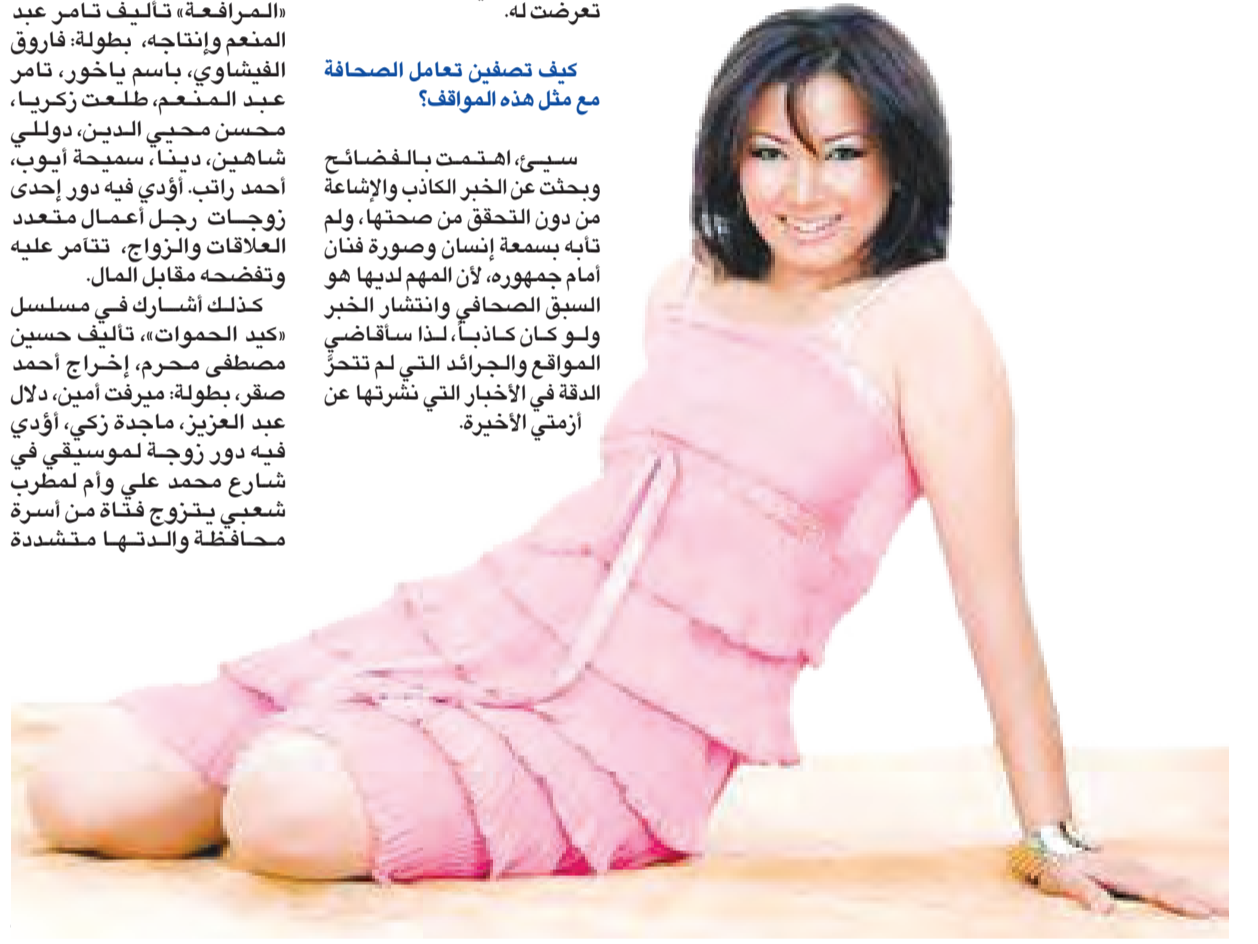 تعرضت له.
كيف تصفين تعامل الصحافة
مع مثل هذه المواقف؟
سيئ، اهتمت بالفضائح
وبحثت عن الخبر الكاذب والإشاعة
من دون التحقق من صحتها، ولم
تأبه بسمعة إنسان وصورة فنان
أمام جمهوره، لأن المهم لديها هو
السبق الصحافي وانتشار الخبر
ولو كان كاذباً، لذا سأقاضي
المواقع والجرائد التي لم تتحرَّ
الدقة في الأخبار التي نشرتها عن
أزمتي الأخيرة.
«المرافعة» تأليف تامر عبد
المنعم وإنتاجه، بطولة: فاروق
الفيشاوي، باسم ياخور، تامر
عبد المنعم، طلعت زكريا،
محسن محيي الدين، دوللي
شاهين، دينا، سميحة أيوب،
أحمد راتب. أؤدي فيه دور إحدى
زوجات رجل أعمال متعدد
العلاقات والزواج، تتآمر عليه
وتفضحه مقابل المال.
كذلك أشارك في مسلسل
«كيد الحموات»، تأليف حسين
مصطفى محرم، إخراج أحمد
صقر، بطولة: ميرفت أمين، دلال
عبد العزيز، ماجدة زكي، أؤدي
فيه دور زوجة لموسيقي في
شارع محمد علي وأم لمطرب
شعبي يتزوج فتاة من أسرة
محافظة والدتها متشددة